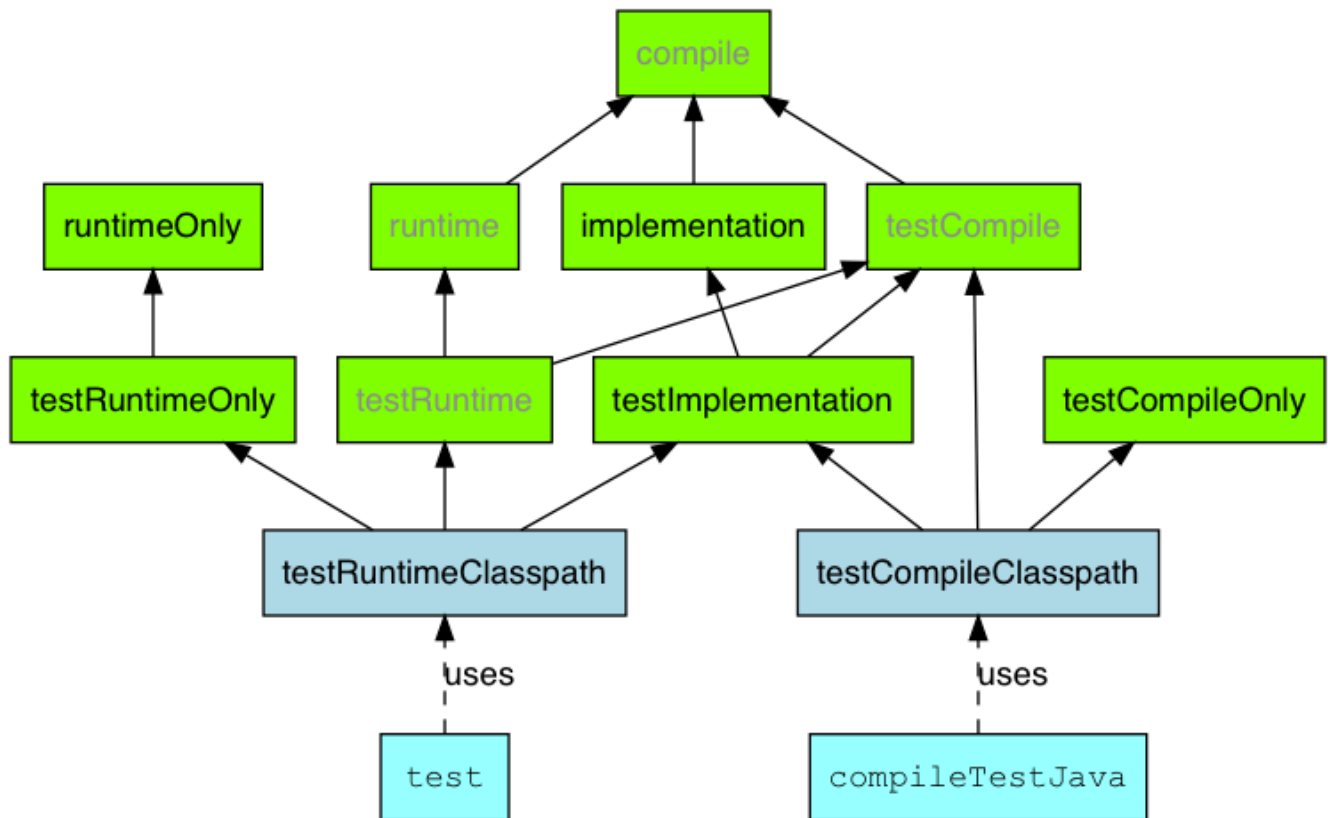 compile
runtimeOnly
runtime
implementation
testCompile
testRuntimeOnly
testRuntime
testImplementation
testCompileOnly
testRuntimeClasspath
testCompileClasspath
uses
uses
test
compileTestJava